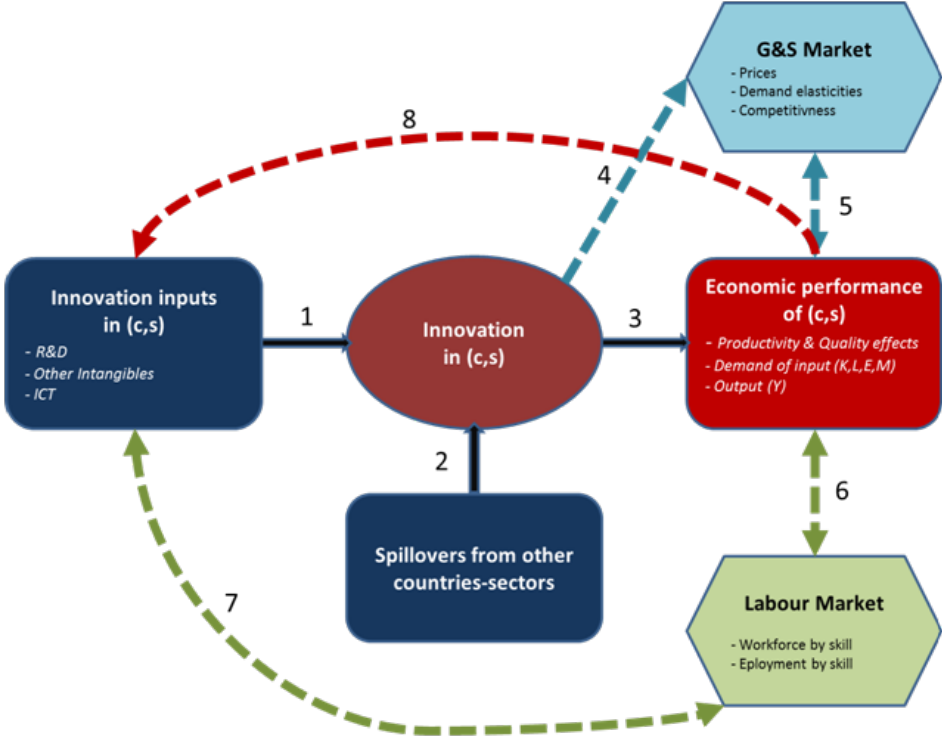 G&S Market
- Prices
- Demand elasticities
- Competitivness
8
4
5
Innovation inputs
in (c,s)
- R&D
- Other Intangibles
- ICT
1
Innovation
in (c,s)
3
Economic performance
of (c,s)
- Productivity & Quality effects
- Demand of input (K,L,E,M)
- Output (Y)
2
6
Spillovers from other
countries-sectors
7
Labour Market
- Workforce by skill
- Eployment by skill